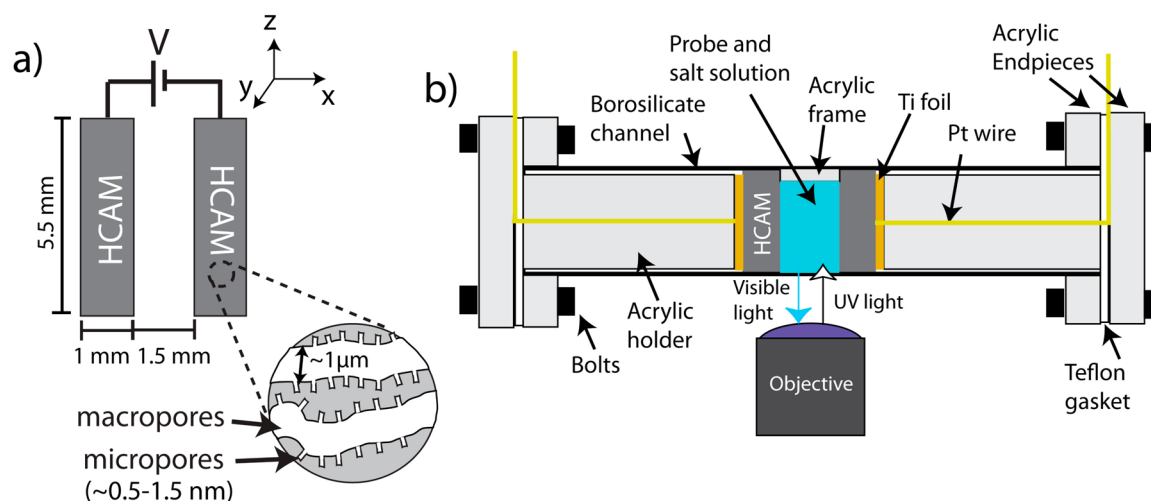 a)
V
z
y
x
HCAM
HCAM
5.5 mm
1 mm
1.5 mm
~1μm
macropores
micropores
(~0.5-1.5 nm)
b)
Probe and
salt solution
Acrylic
frame
Acrylic
Endpieces
Borosilicate
channel
Ti foil
Pt wire
HCAM
Visible
light
UV light
Acrylic
holder
Bolts
Objective
Teflon
gasket